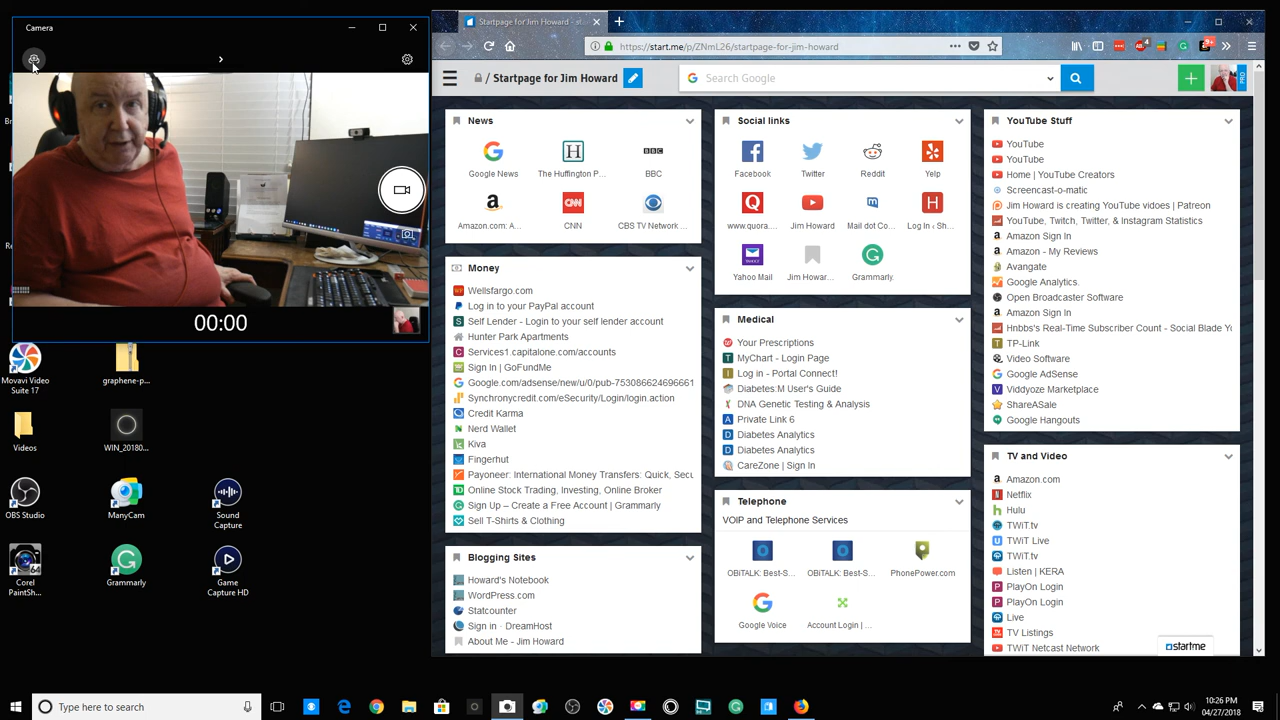 Camera
00:00
Movavi Video
Suite 17
graphene-p...
Videos
WIN_20180...
OBS Studio
ManyCam
Sound
Capture
Corel
PaintSh...
Grammarly
Game
Capture HD
Startpage for Jim Howard - sta
https://start.me/p/ZNmL26/startpage-for-jim-howard
/ Startpage for Jim Howard
Search Google
PRO
News
Google News
The Huffington P...
BBC
Amazon.com: A...
CNN
CBS TV Network ...
Money
Wellsfargo.com
Log in to your PayPal account
Self Lender - Login to your self lender account
Hunter Park Apartments
Services1.capitalone.com/accounts
Sign In | GoFundMe
Google.com/adsense/new/u/0/pub-753086624696661
Synchronycredit.com/eSecurity/Login/login.action
Credit Karma
Nerd Wallet
Kiva
Fingerhut
Payoneer: International Money Transfers: Quick, Secu
Online Stock Trading, Investing, Online Broker
Sign Up – Create a Free Account | Grammarly
Sell T-Shirts & Clothing
Blogging Sites
Howard's Notebook
WordPress.com
Statcounter
Sign in · DreamHost
About Me - Jim Howard
Social links
Facebook
Twitter
Reddit
Yelp
www.quora....
Jim Howard
Mail dot Co...
Log In ‹ Sh...
Yahoo Mail
Jim Howar...
Grammarly.
Medical
Your Prescriptions
MyChart - Login Page
Log in - Portal Connect!
Diabetes:M User's Guide
DNA Genetic Testing & Analysis
Private Link 6
Diabetes Analytics
Diabetes Analytics
CareZone | Sign In
Telephone
VOIP and Telephone Services
OBiTALK: Best-S...
OBiTALK: Best-S...
PhonePower.com
Google Voice
Account Login | ...
YouTube Stuff
YouTube
YouTube
Home | YouTube Creators
Screencast-o-matic
Jim Howard is creating YouTube vidoes | Patreon
YouTube, Twitch, Twitter, & Instagram Statistics
Amazon Sign In
Amazon - My Reviews
Avangate
Google Analytics.
Open Broadcaster Software
Amazon Sign In
Hnbbs's Real-Time Subscriber Count - Social Blade Yo
TP-Link
Video Software
Google AdSense
Viddyoze Marketplace
ShareASale
Google Hangouts
TV and Video
Amazon.com
Netflix
Hulu
TWiT.tv
TWiT Live
TWiT.tv
Listen | KERA
PlayOn Login
PlayOn Login
Live
TV Listings
TWiT Netcast Network
startme
Type here to search
10:26 PM
04/27/2018